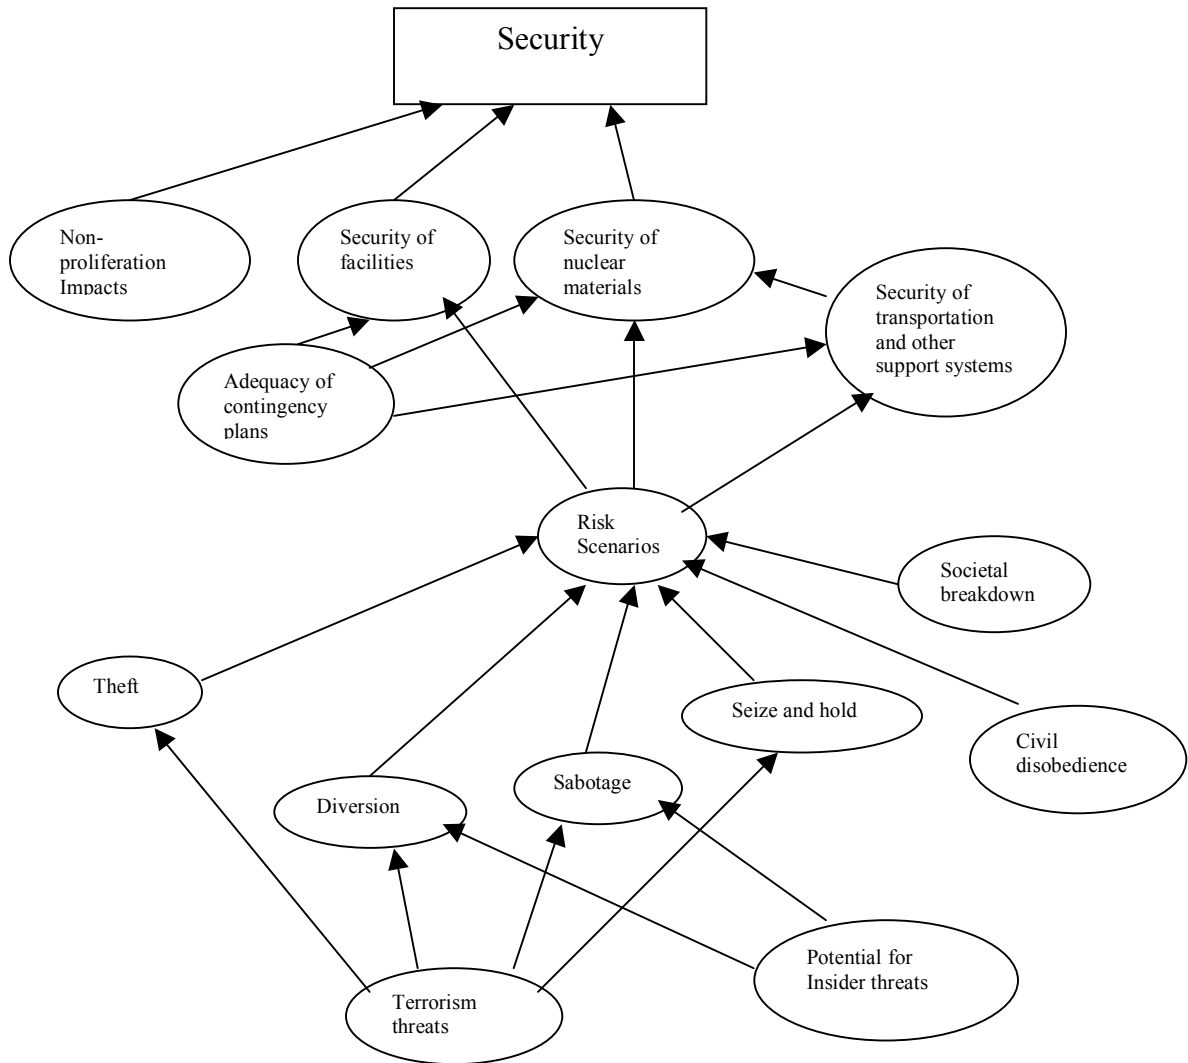 Security
Non-
proliferation
Impacts
Security of
facilities
Security of
nuclear
materials
Security of
transportation
and other
support systems
Adequacy of
contingency
plans
Risk
Scenarios
Societal
breakdown
Theft
Seize and hold
Civil
disobedience
Diversion
Sabotage
Potential for
Insider threats
Terrorism
threats